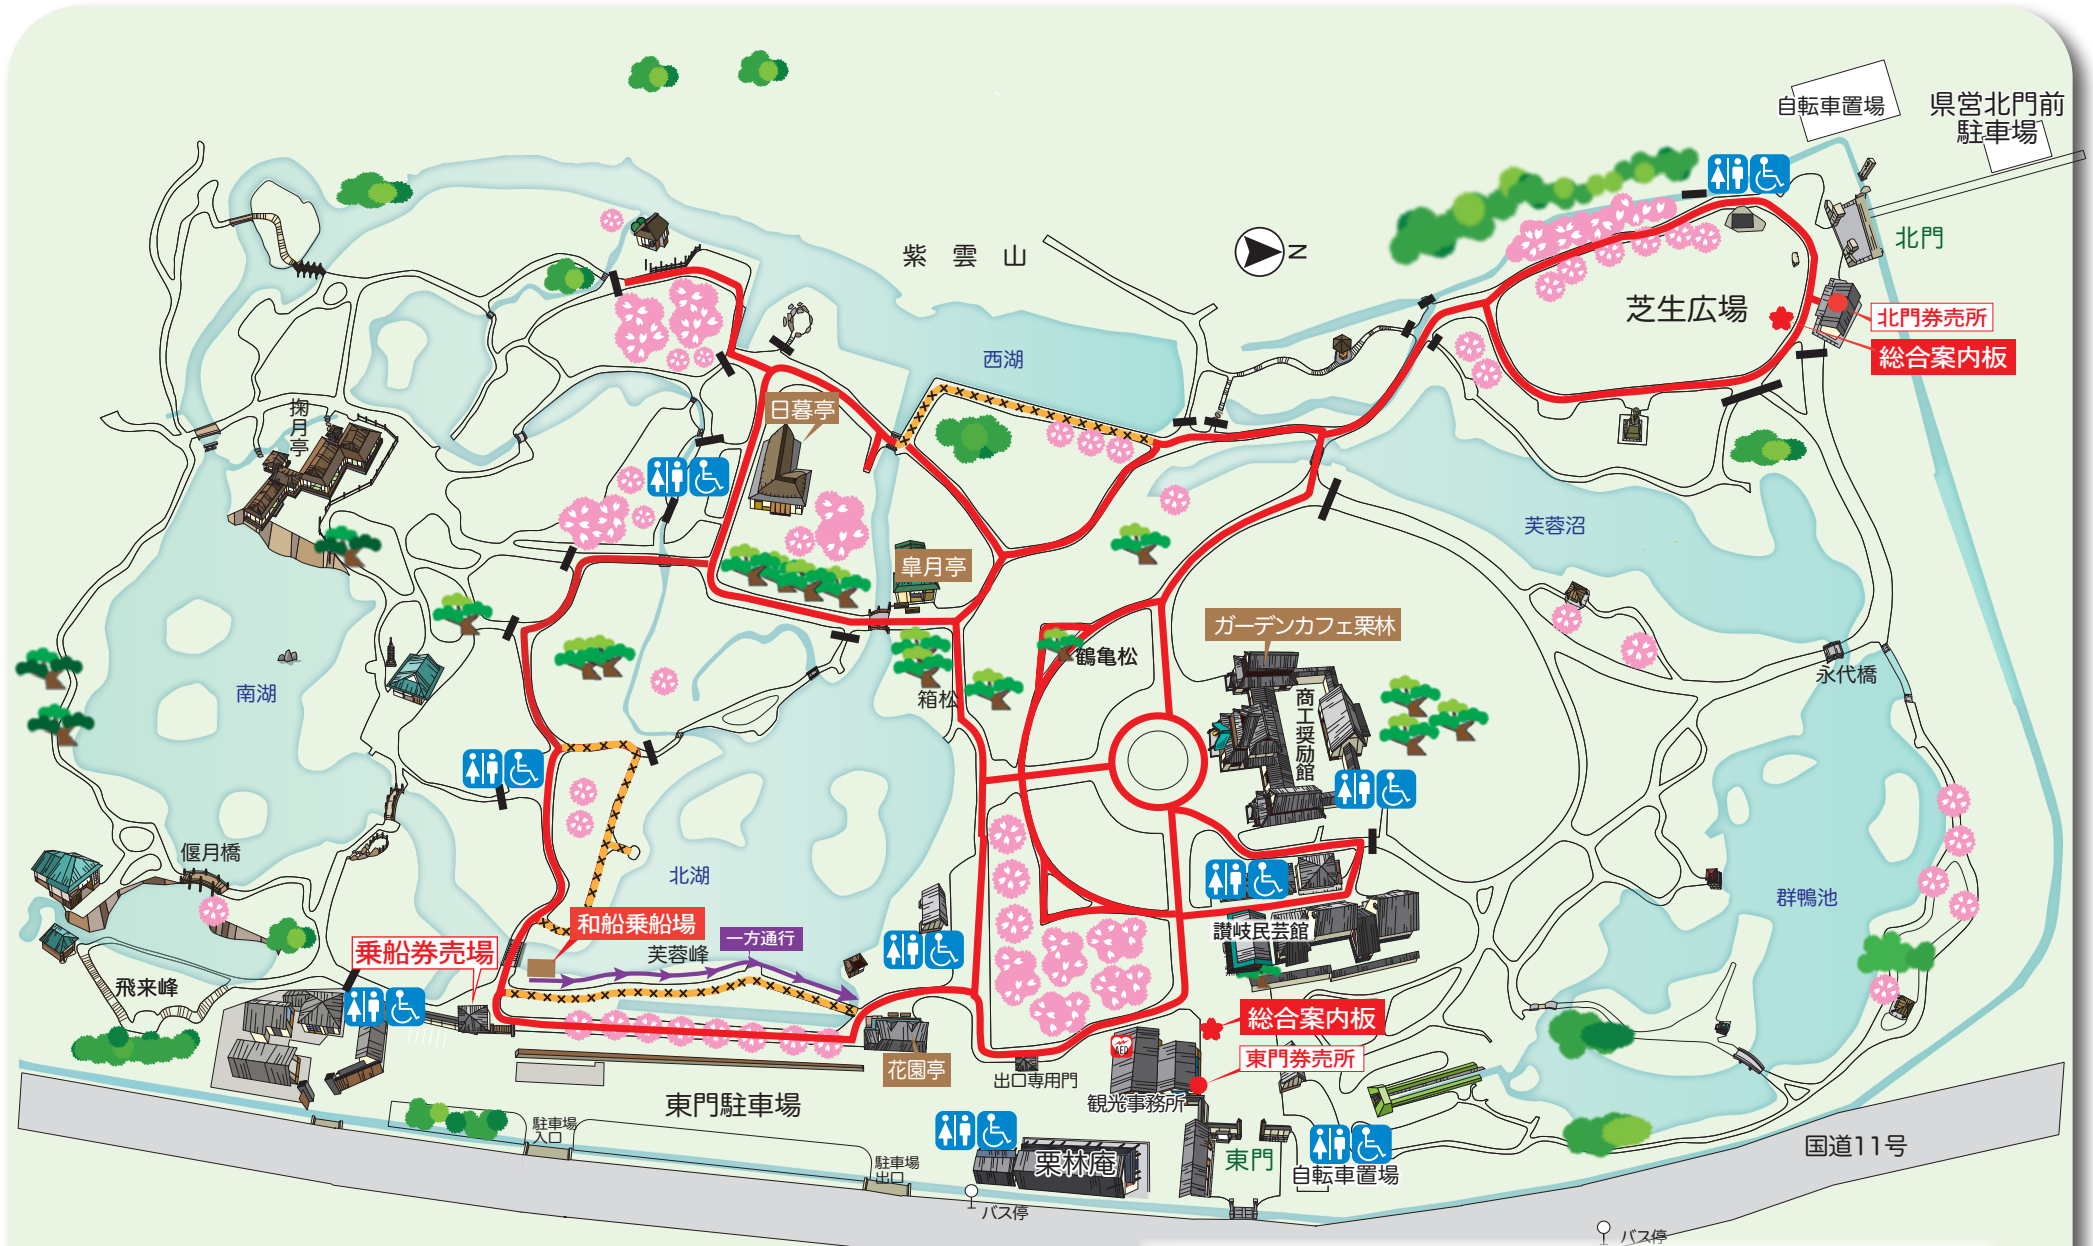 自転車置場
県営北門前
駐車場
北門
紫雲山
N
芝生広場
北門券売所
総合案内板
西湖
掬月亭
日暮亭
芙蓉沼
皐月亭
ガーデンカフェ栗林
鶴亀松
永代橋
箱松
南湖
商工奨励館
偃月橋
北湖
群鴨池
和船乗船場
一方通行
讃岐民芸館
乗船券売場
芙蓉峰
飛来峰
総合案内板
AED
東門券売所
花園亭
出口専用門
観光事務所
東門駐車場
駐車場
入口
国道11号
栗林庵
東門
駐車場
出口
自転車置場
バス停
バス停